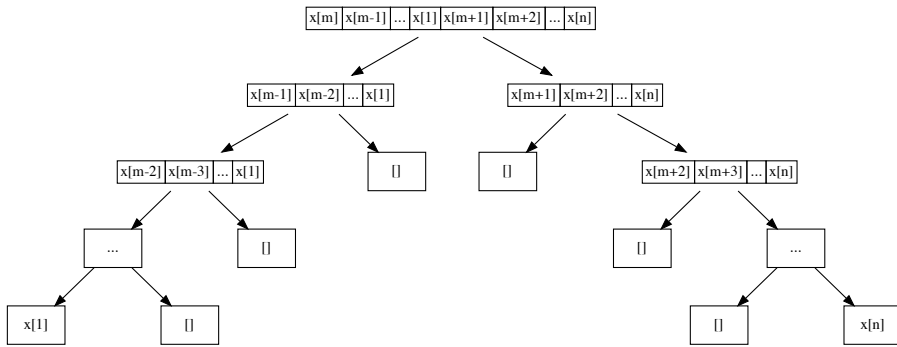 x[m] x[m-1] ... x[1] x[m+1] x[m+2] ... x[n]
x[m-1] x[m-2] ... x[1]
x[m+1] x[m+2] ... x[n]
x[m-2] x[m-3] ... x[1]
[]
[]
x[m+2] x[m+3] ... x[n]
...
[]
[]
...
x[1]
[]
[]
x[n]